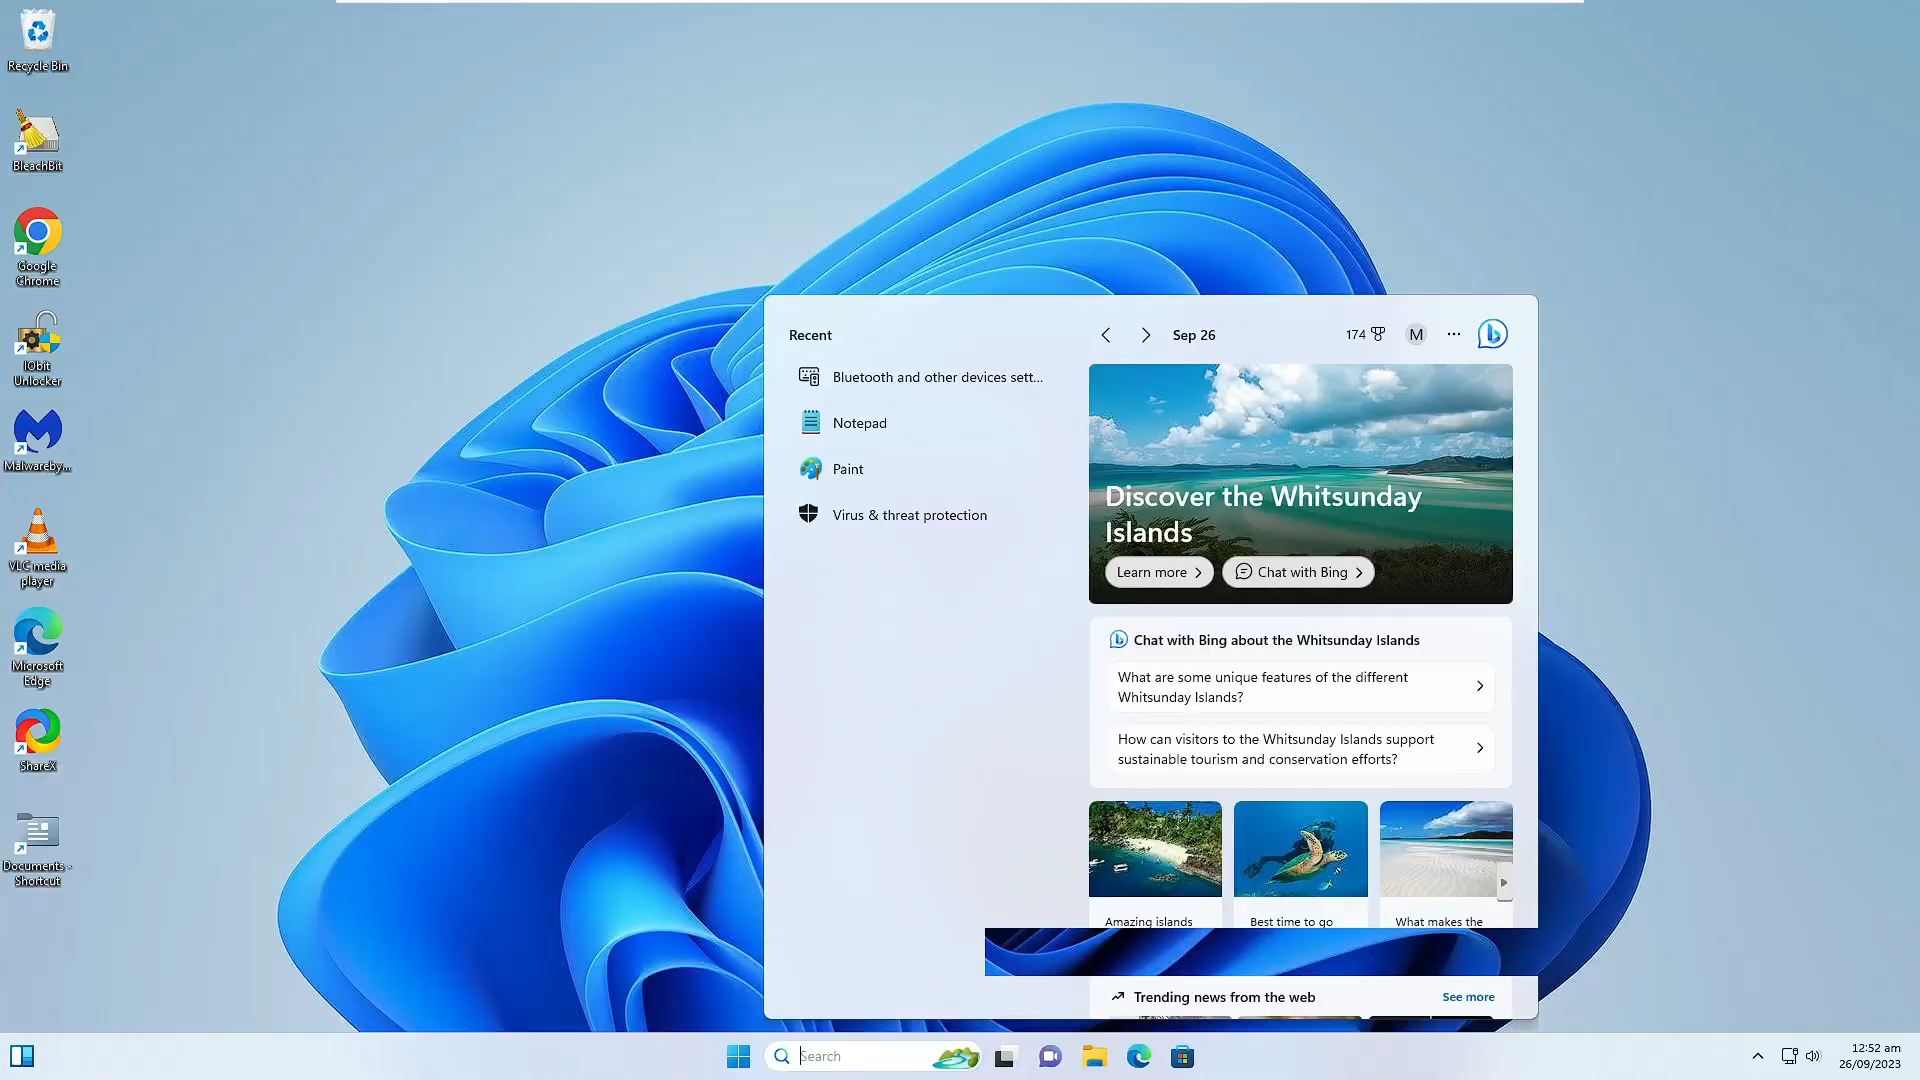 Recycle Bin
BleachBit
Google
Chrome
IObit
Unlocker
Malwareby...
VLC media
player
Microsoft
Edge
ShareX
Documents -
Shortcut
Recent
Bluetooth and other devices sett...
Notepad
Paint
Virus & threat protection
Sep 26
174
M
Discover the Whitsunday
Islands
Learn more
Chat with Bing
Chat with Bing about the Whitsunday Islands
What are some unique features of the different
Whitsunday Islands?
How can visitors to the Whitsunday Islands support
sustainable tourism and conservation efforts?
Amazing islands
Best time to go
What makes the
Trending news from the web
See more
Search
12:52 am
26/09/2023